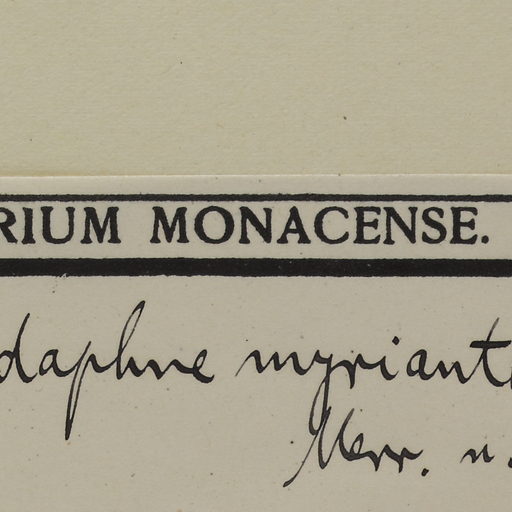 RIUM MONACENSE.
daphne myriant
Merr. n.